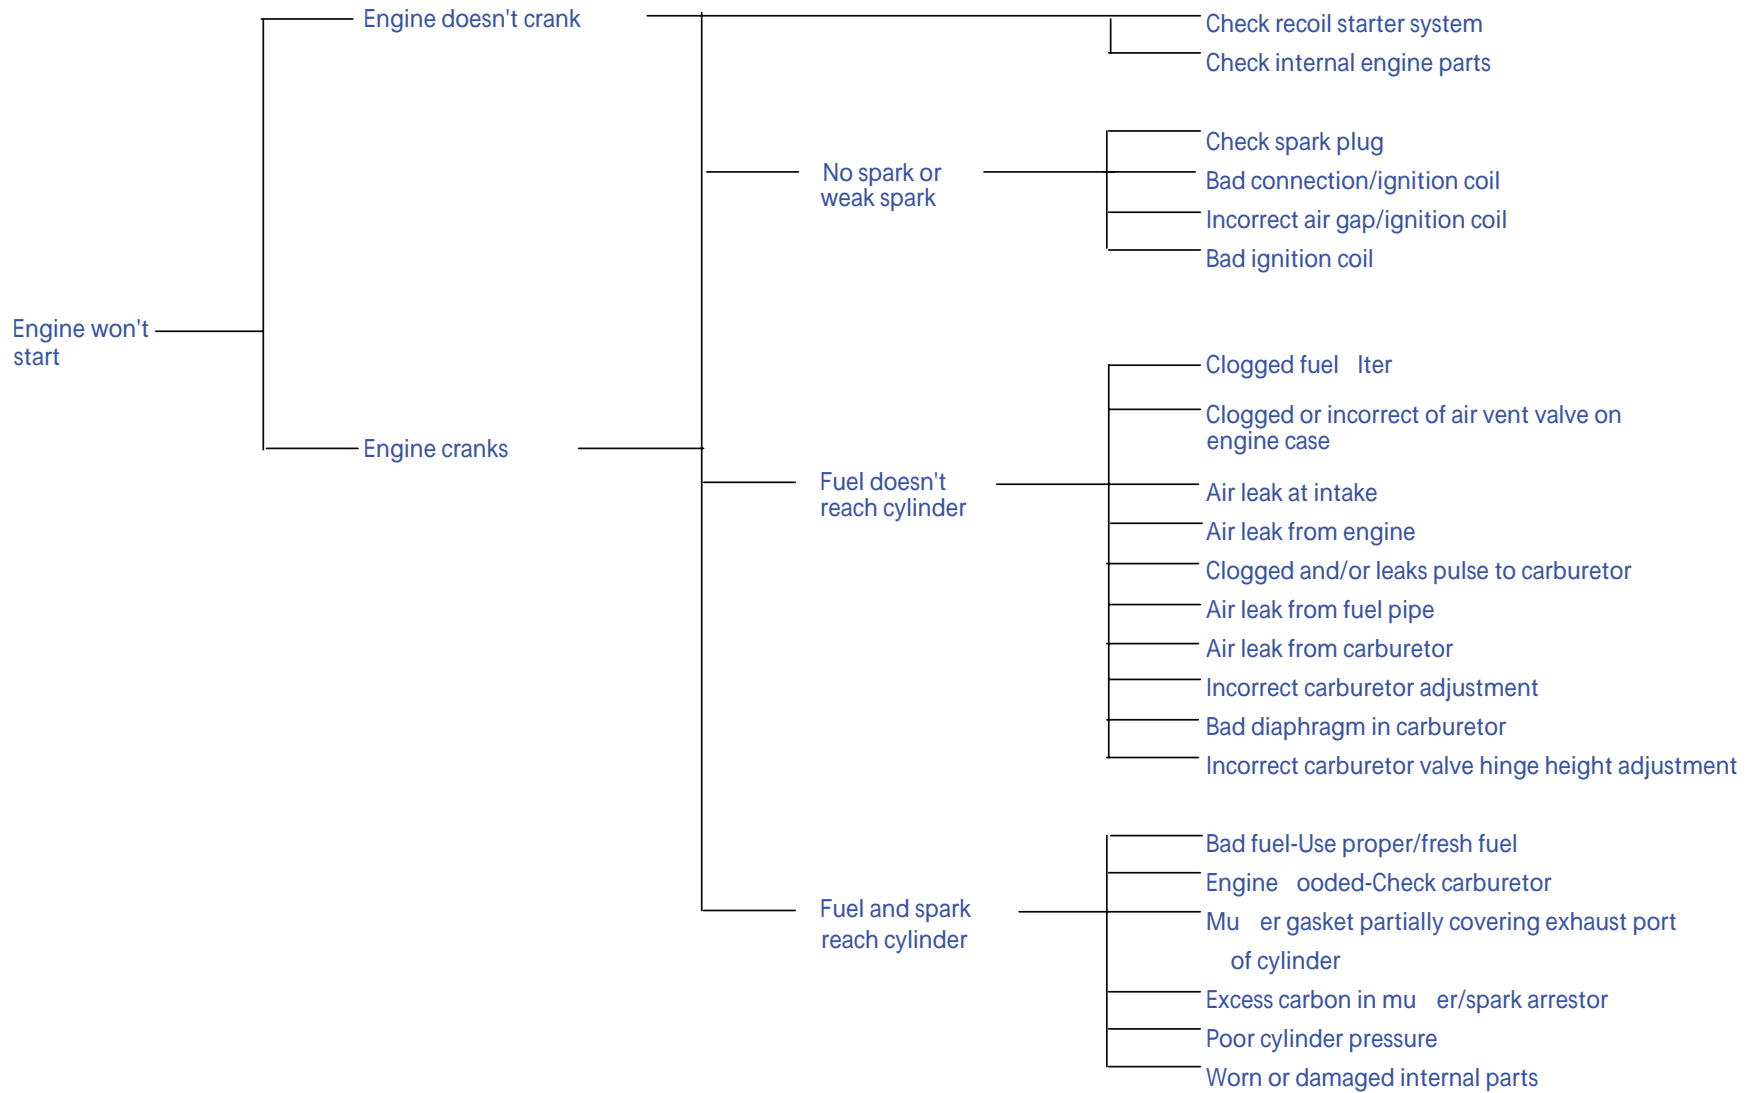 Engine doesn't crank
Check recoil starter system
Check internal engine parts
Check spark plug
No spark or
weak spark
Bad connection/ignition coil
Incorrect air gap/ignition coil
Bad ignition coil
Engine won't
start
Clogged fuel Iter
Clogged or incorrect of air vent valve on
engine case
Engine cranks
Fuel doesn't
reach cylinder
Air leak at intake
Air leak from engine
Clogged and/or leaks pulse to carburetor
Air leak from fuel pipe
Air leak from carburetor
Incorrect carburetor adjustment
Bad diaphragm in carburetor
Incorrect carburetor valve hinge height adjustment
Bad fuel-Use proper/fresh fuel
Engine ooded-Check carburetor
Fuel and spark
reach cylinder
Mu er gasket partially covering exhaust port
of cylinder
Excess carbon in mu er/spark arrestor
Poor cylinder pressure
Worn or damaged internal parts